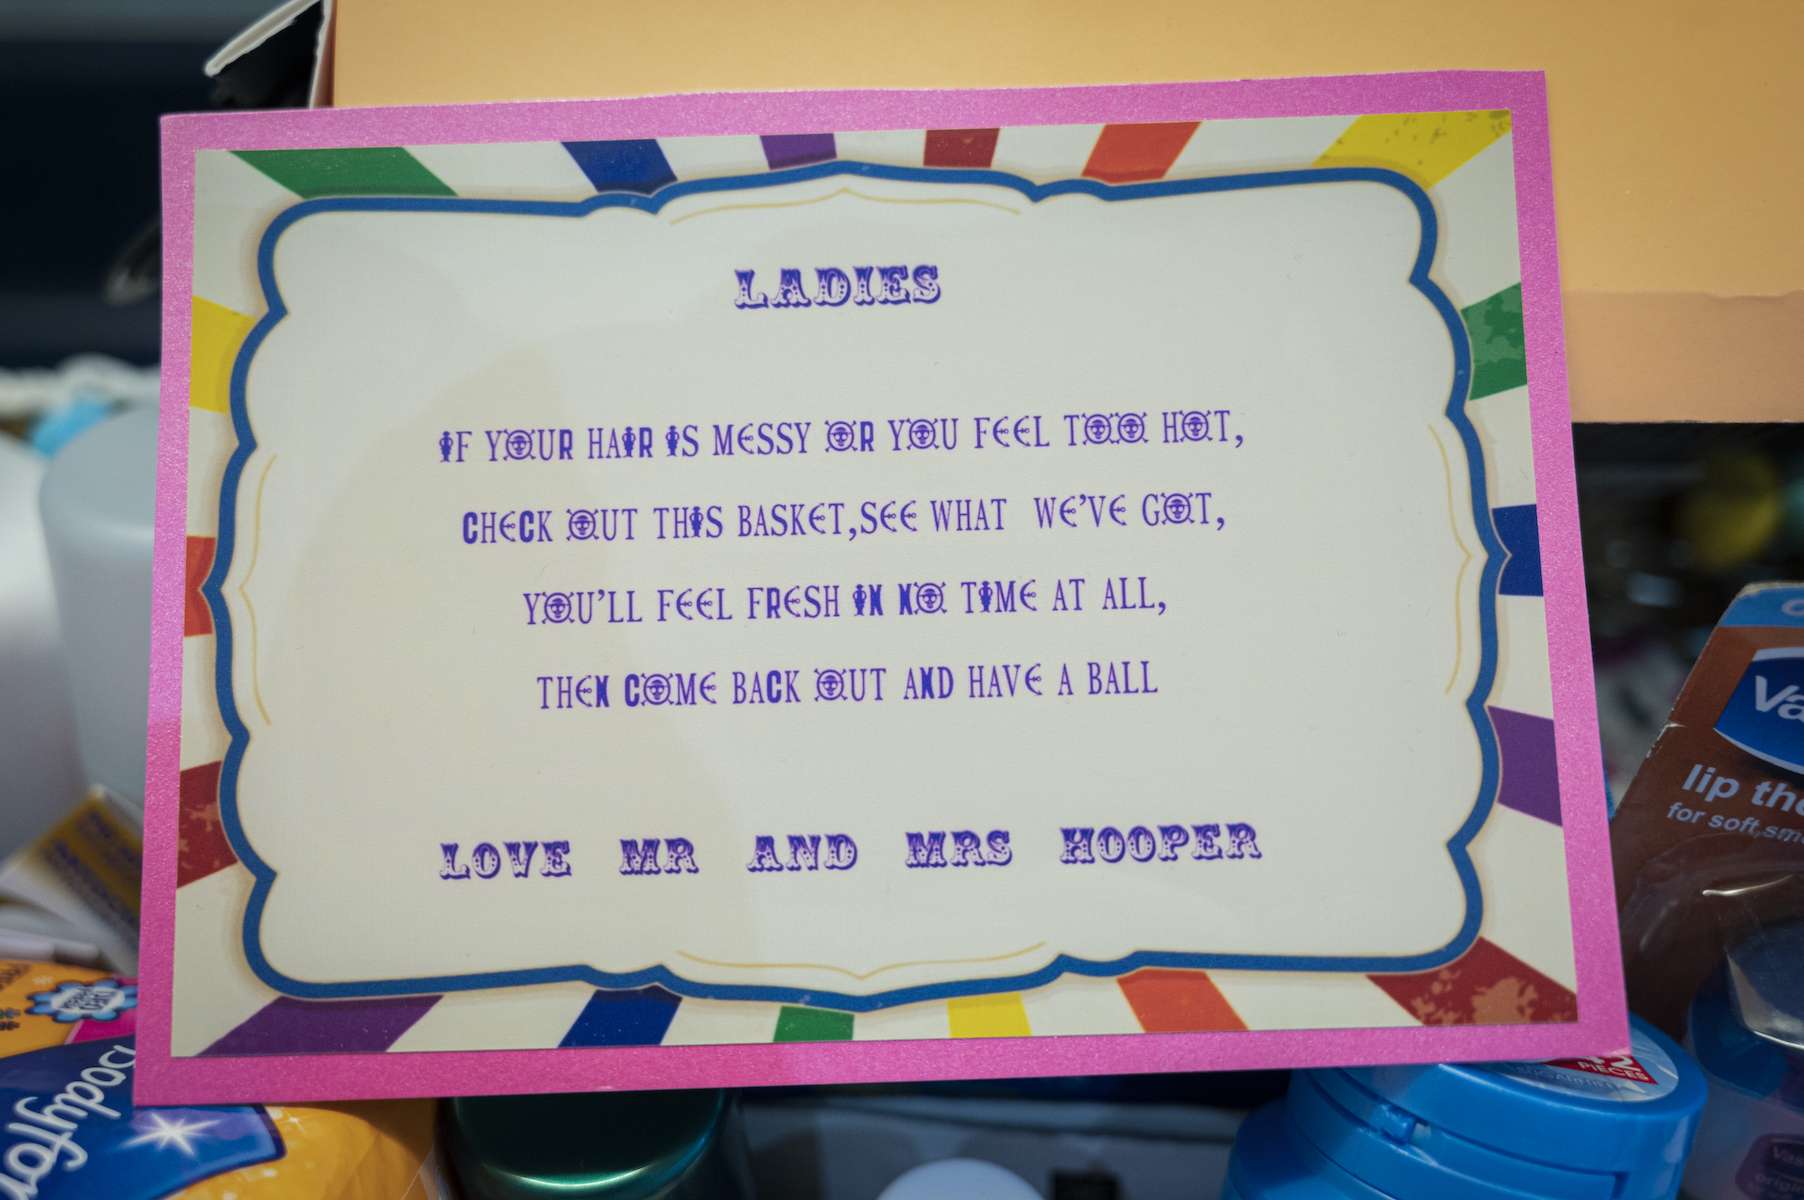 LADIES
IF YOUR HAIR IS MESSY OR YOU FEEL TOO HOT,
CHECK OUT THIS BASKET,SEE WHAT WE'VE GOT,
YOU'LL FEEL FRESH IN NO TIME AT ALL,
THEN COME BACK OUT AND HAVE A BALL
LOVE MR AND MRS HOOPER
lip
for soft,
PIECES